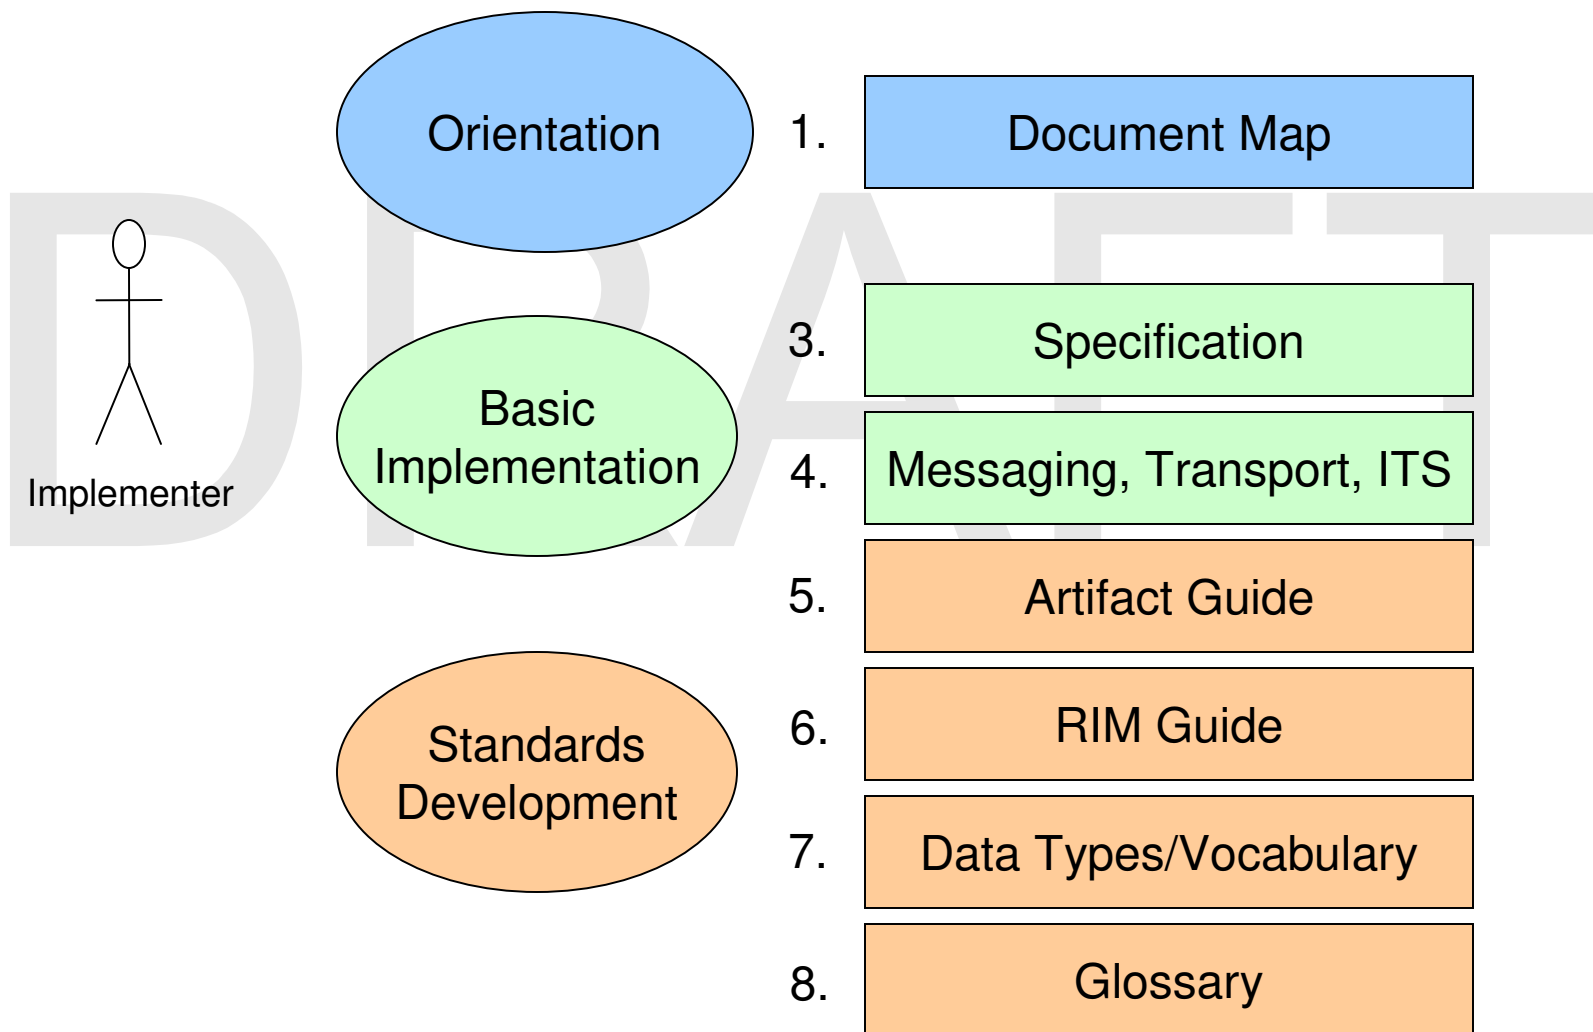 DRAFT
Orientation
1. Document Map
Implementer
Basic
Implementation
3. Specification
4. Messaging, Transport, ITS
5. Artifact Guide
Standards
Development
6. RIM Guide
7. Data Types/Vocabulary
8. Glossary